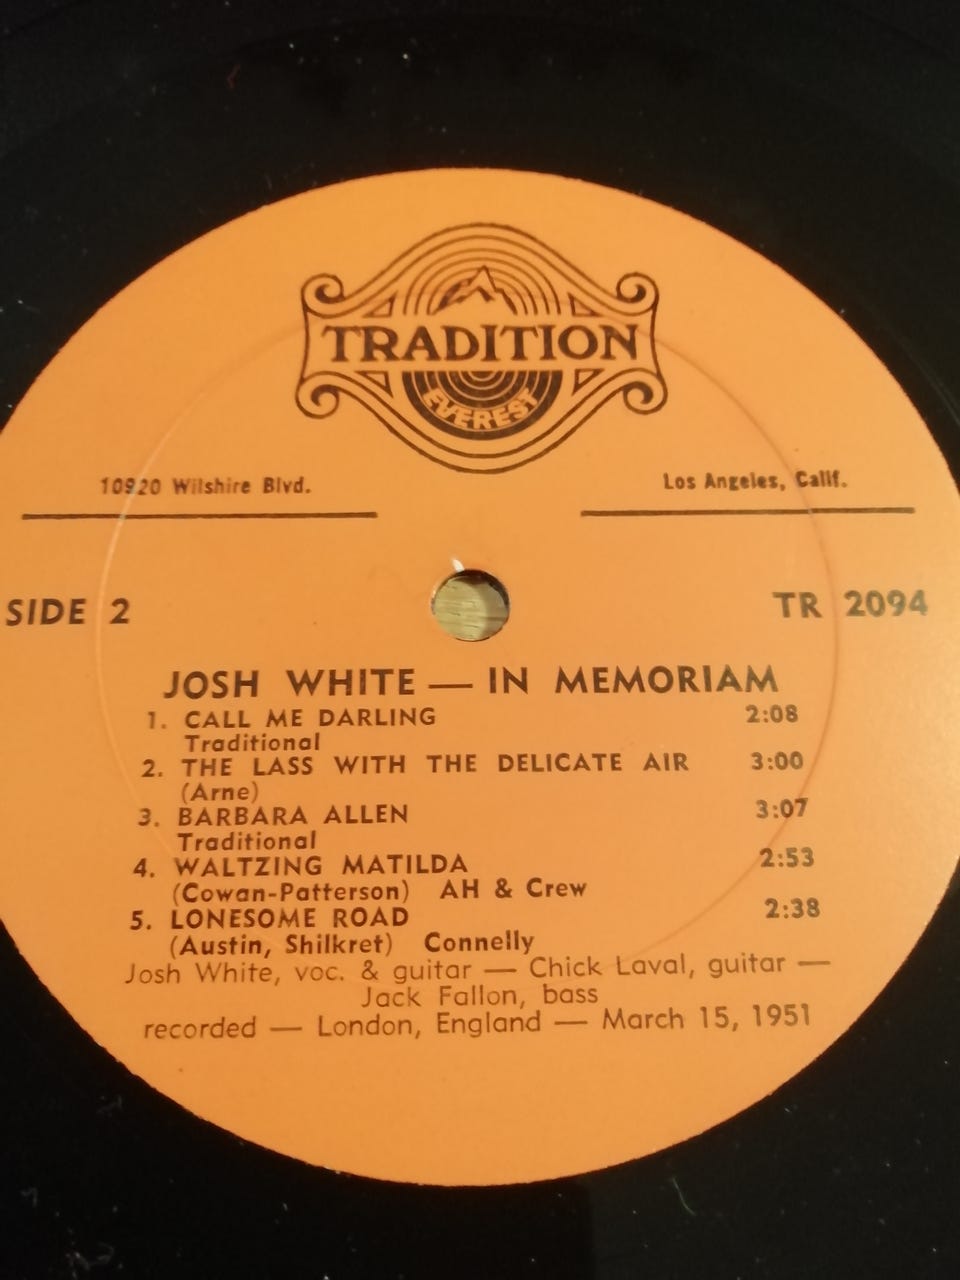 TRADITION
EVEREST
10920 Wilshire Blvd.
Los Angeles, Calif.
SIDE 2
TR 2094
JOSH WHITE — IN MEMORIAM
1. CALL ME DARLING 2:08
Traditional
2. THE LASS WITH THE DELICATE AIR 3:00
(Arne)
3. BARBARA ALLEN 3:07
Traditional
4. WALTZING MATILDA 2:53
(Cowan-Patterson) AH & Crew
5. LONESOME ROAD 2:38
(Austin, Shilkret) Connelly
Josh White, voc. & guitar — Chick Laval, guitar —
Jack Fallon, bass
recorded — London, England — March 15, 1951